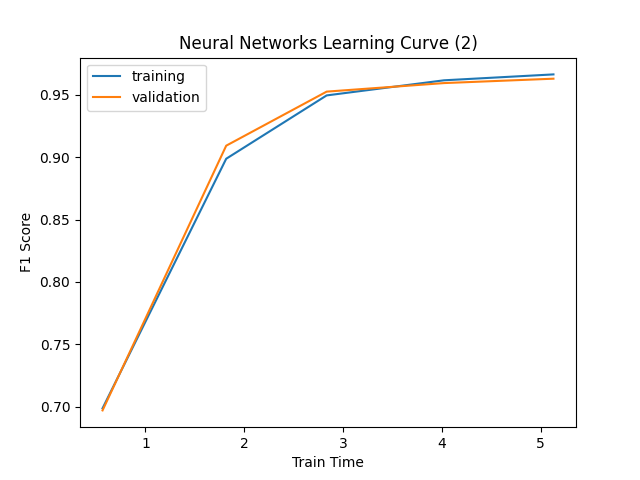 Neural Networks Learning Curve (2)
training
validation
0.95
0.90
0.85
0.80
0.75
0.70
F1 Score
1 2 3 4 5
Train Time